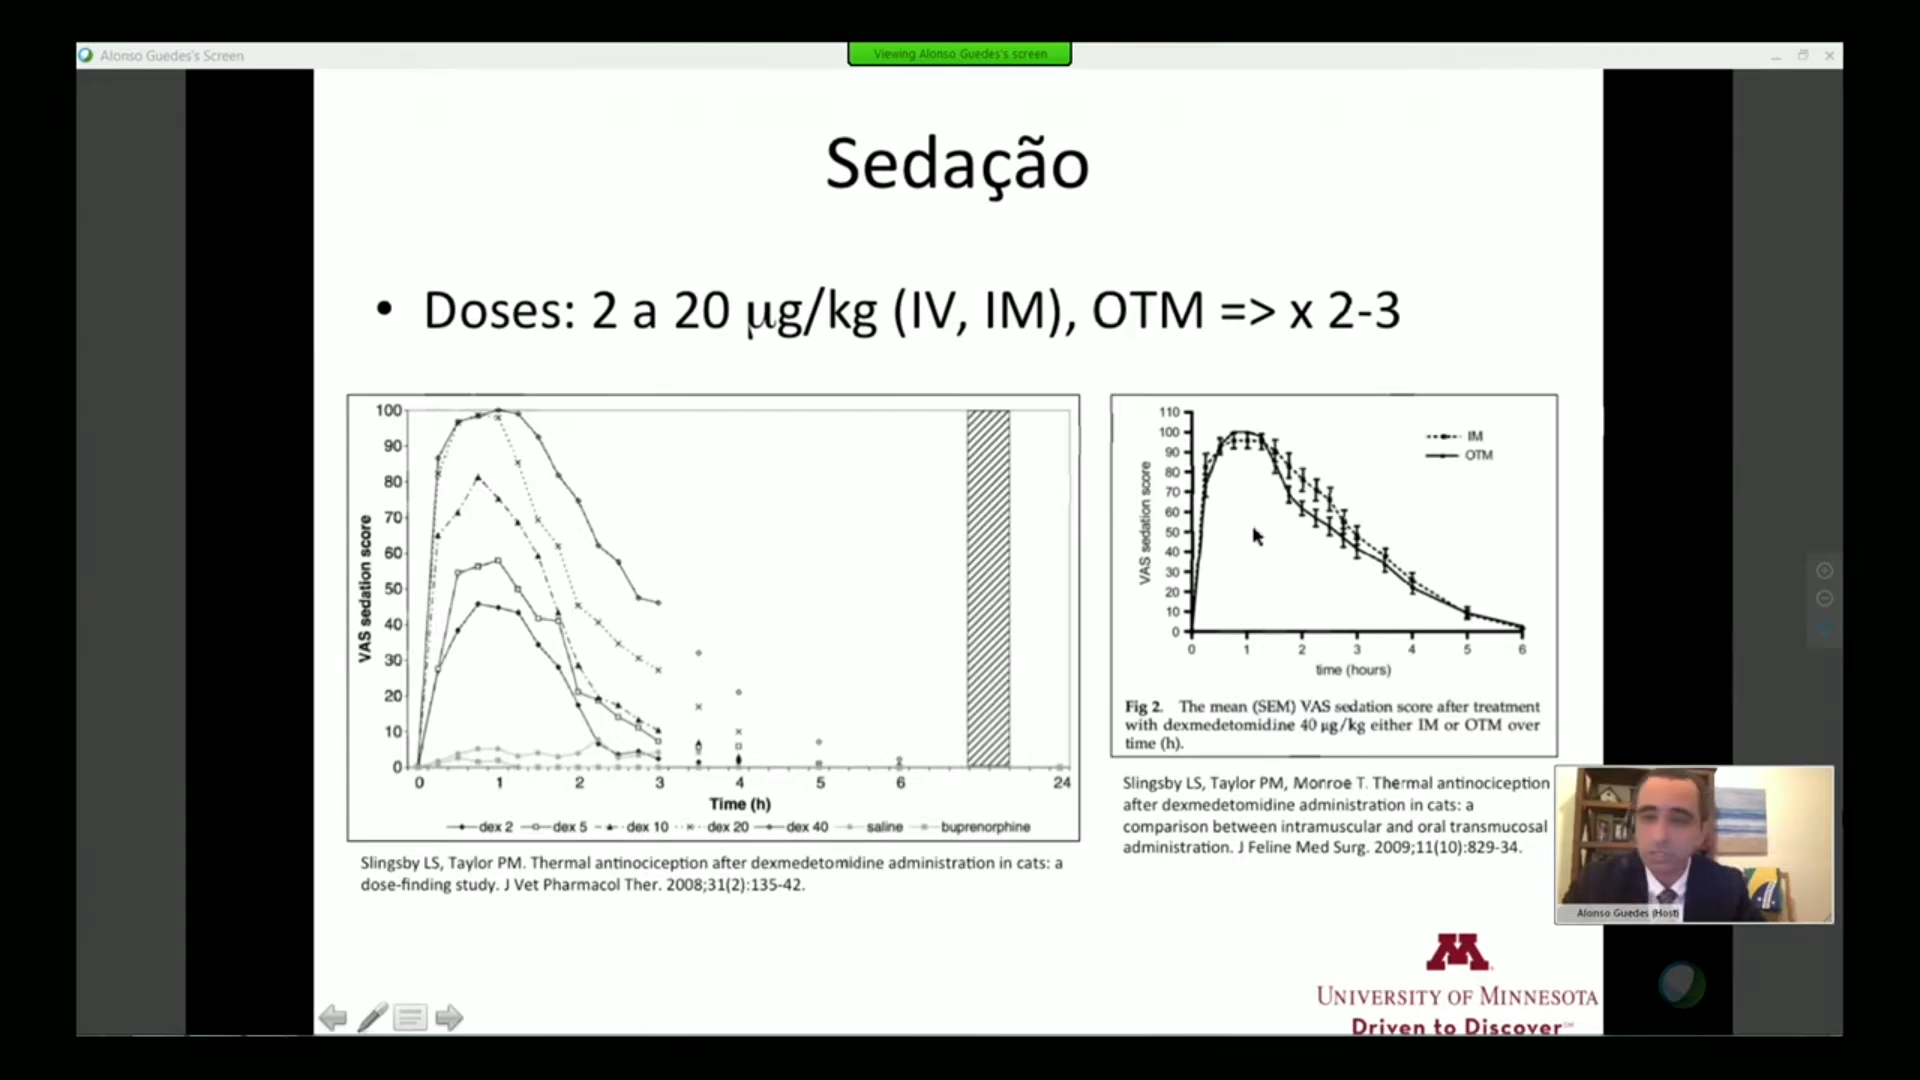 Alonso Guedes's Screen
Viewing Alonso Guedes's screen
Sedação
• Doses: 2 a 20 µg/kg (IV, IM), OTM => x 2-3
VAS sedation score
100
90
80
70
60
50
40
30
20
10
0
0 1 2 3 4 5 6 24
Time (h)
dex 2 dex 5 dex 10 dex 20 dex 40 saline buprenorphine
Slingsby LS, Taylor PM. Thermal antinociception after dexmedetomidine administration in cats: a
dose-finding study. J Vet Pharmacol Ther. 2008;31(2):135-42.
VAS sedation score
110
100
90
80
70
60
50
40
30
20
10
0
IM
OTM
0 1 2 3 4 5 6
time (hours)
Fig 2. The mean (SEM) VAS sedation score after treatment
with dexmedetomidine 40 µg/kg either IM or OTM over
time (h).
Slingsby LS, Taylor PM, Monroe T. Thermal antinociception
after dexmedetomidine administration in cats: a
comparison between intramuscular and oral transmucosal
administration. J Feline Med Surg. 2009;11(10):829-34.
Alonso Guedes (Host)
M
UNIVERSITY OF MINNESOTA
Driven to Discover℠